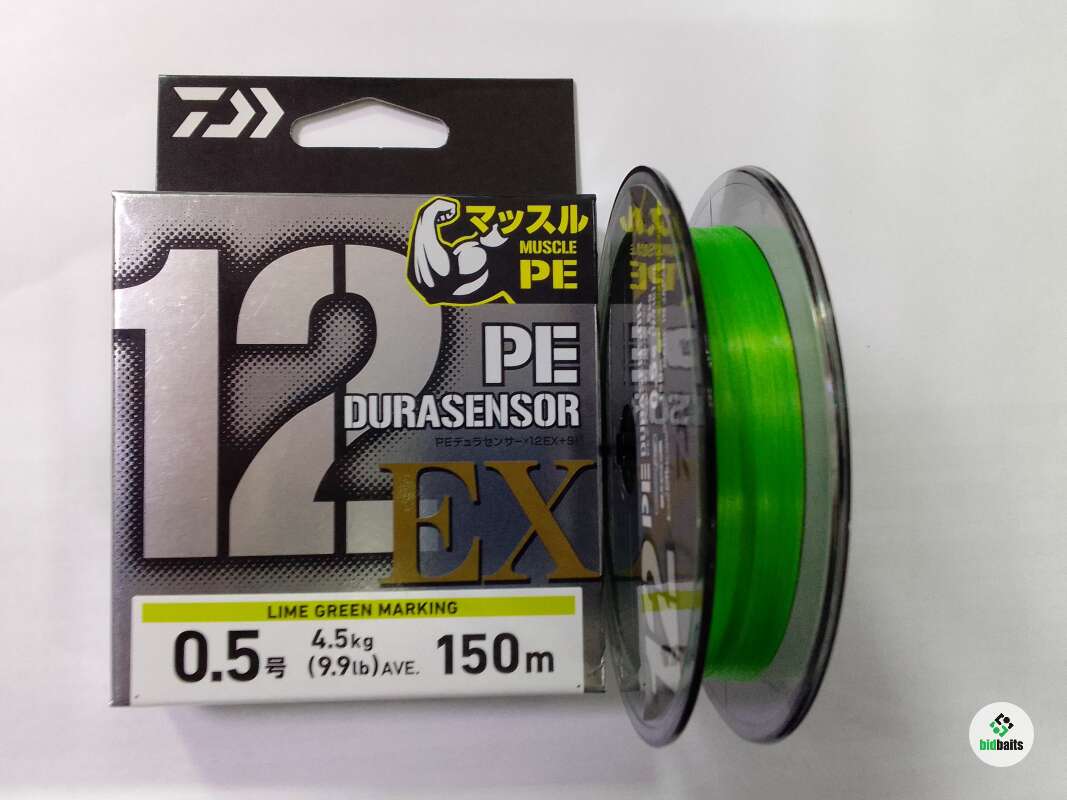 マッスル
MUSCLE
PE
12
PE
DURASENSOR
PEデュラセンサー×12EX+Si
EX
LIME GREEN MARKING
0.5号 4.5kg (9.9lb)AVE. 150m
bidbaits